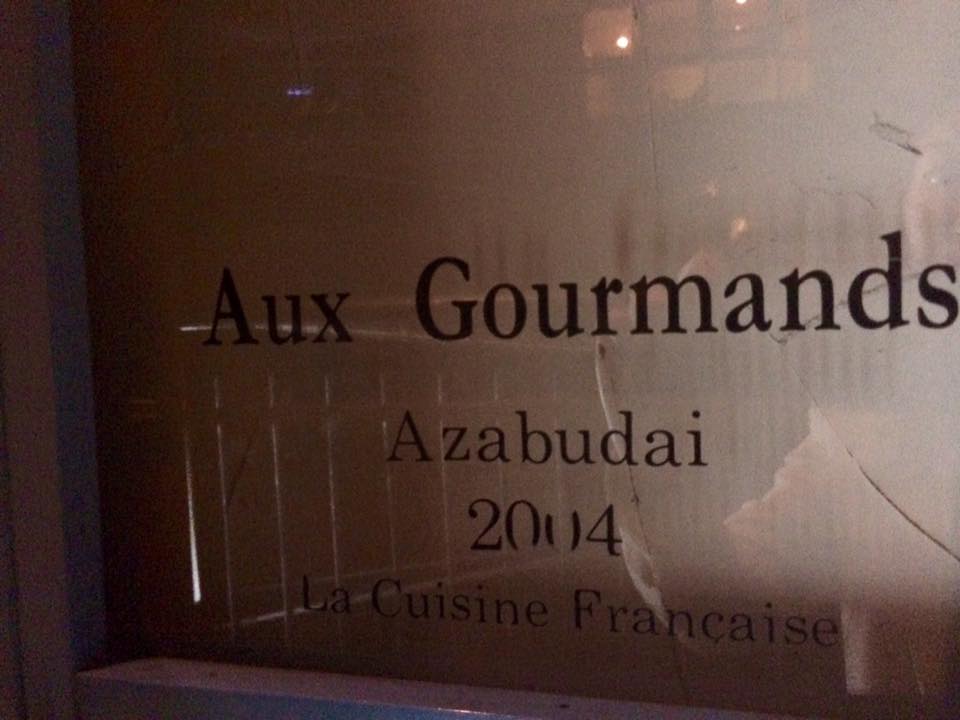 Aux Gourmands
Azabudai
2004
La Cuisine Française